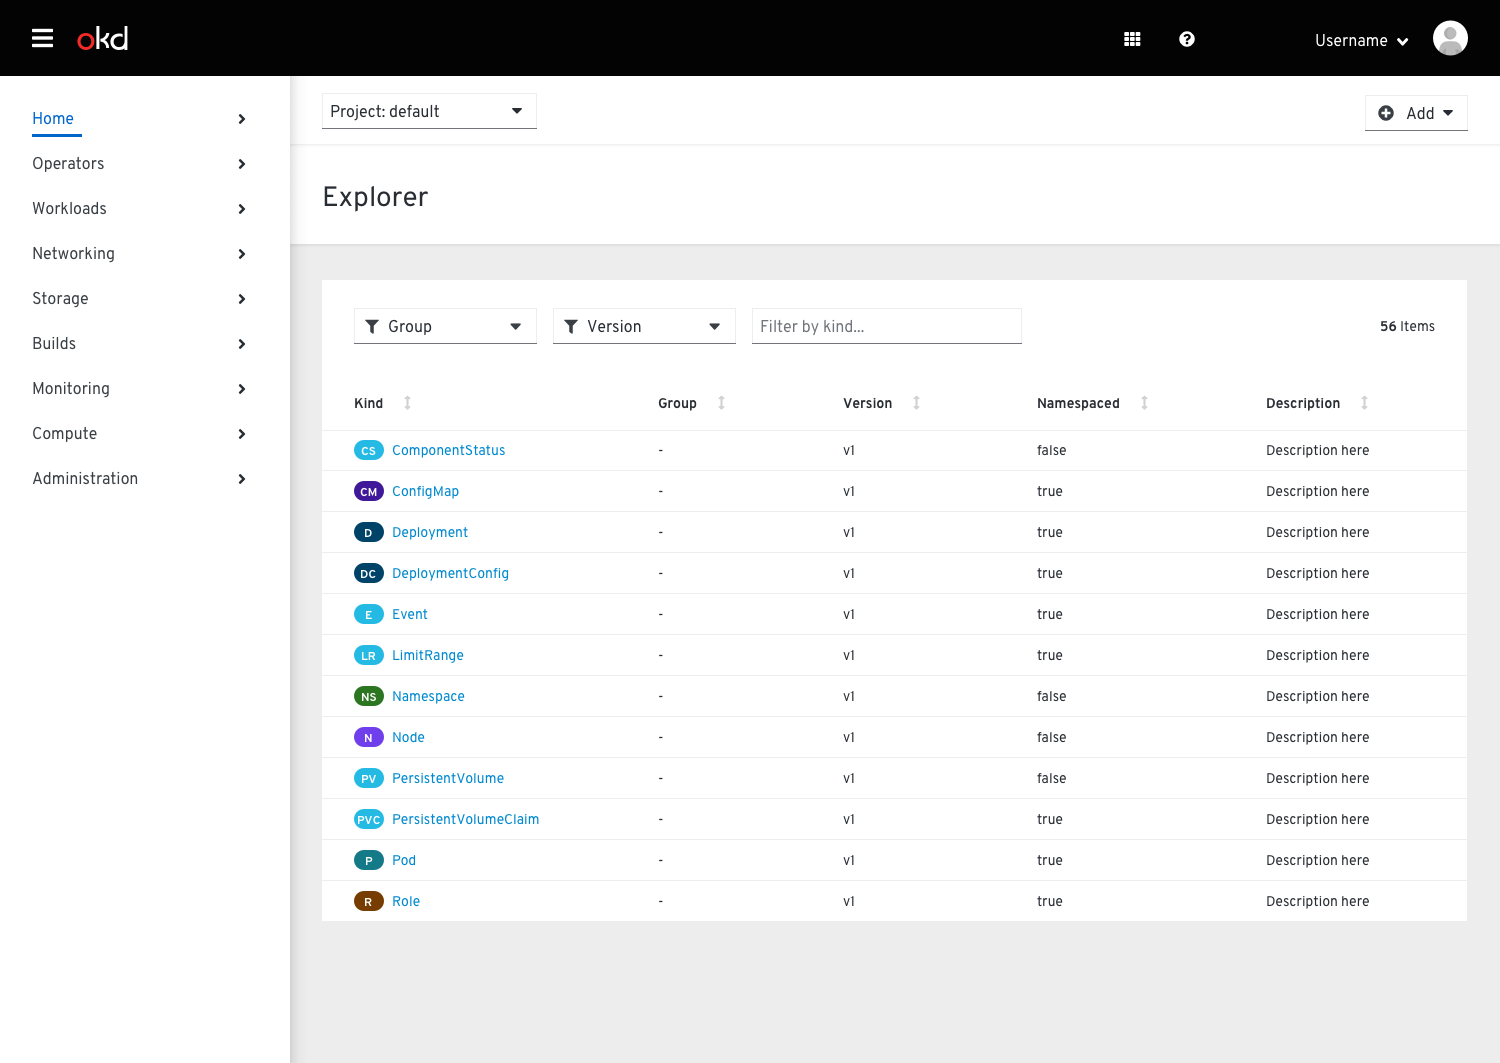 okd
Username
Home
Operators
Workloads
Networking
Storage
Builds
Monitoring
Compute
Administration
Project: default
Add
Explorer
Group
Version
Filter by kind...
56 Items
Kind Group Version Namespaced Description
CS ComponentStatus - v1 false Description here
CM ConfigMap - v1 true Description here
D Deployment - v1 true Description here
DC DeploymentConfig - v1 true Description here
E Event - v1 true Description here
LR LimitRange - v1 true Description here
NS Namespace - v1 false Description here
N Node - v1 false Description here
PV PersistentVolume - v1 false Description here
PVC PersistentVolumeClaim - v1 true Description here
P Pod - v1 true Description here
R Role - v1 true Description here